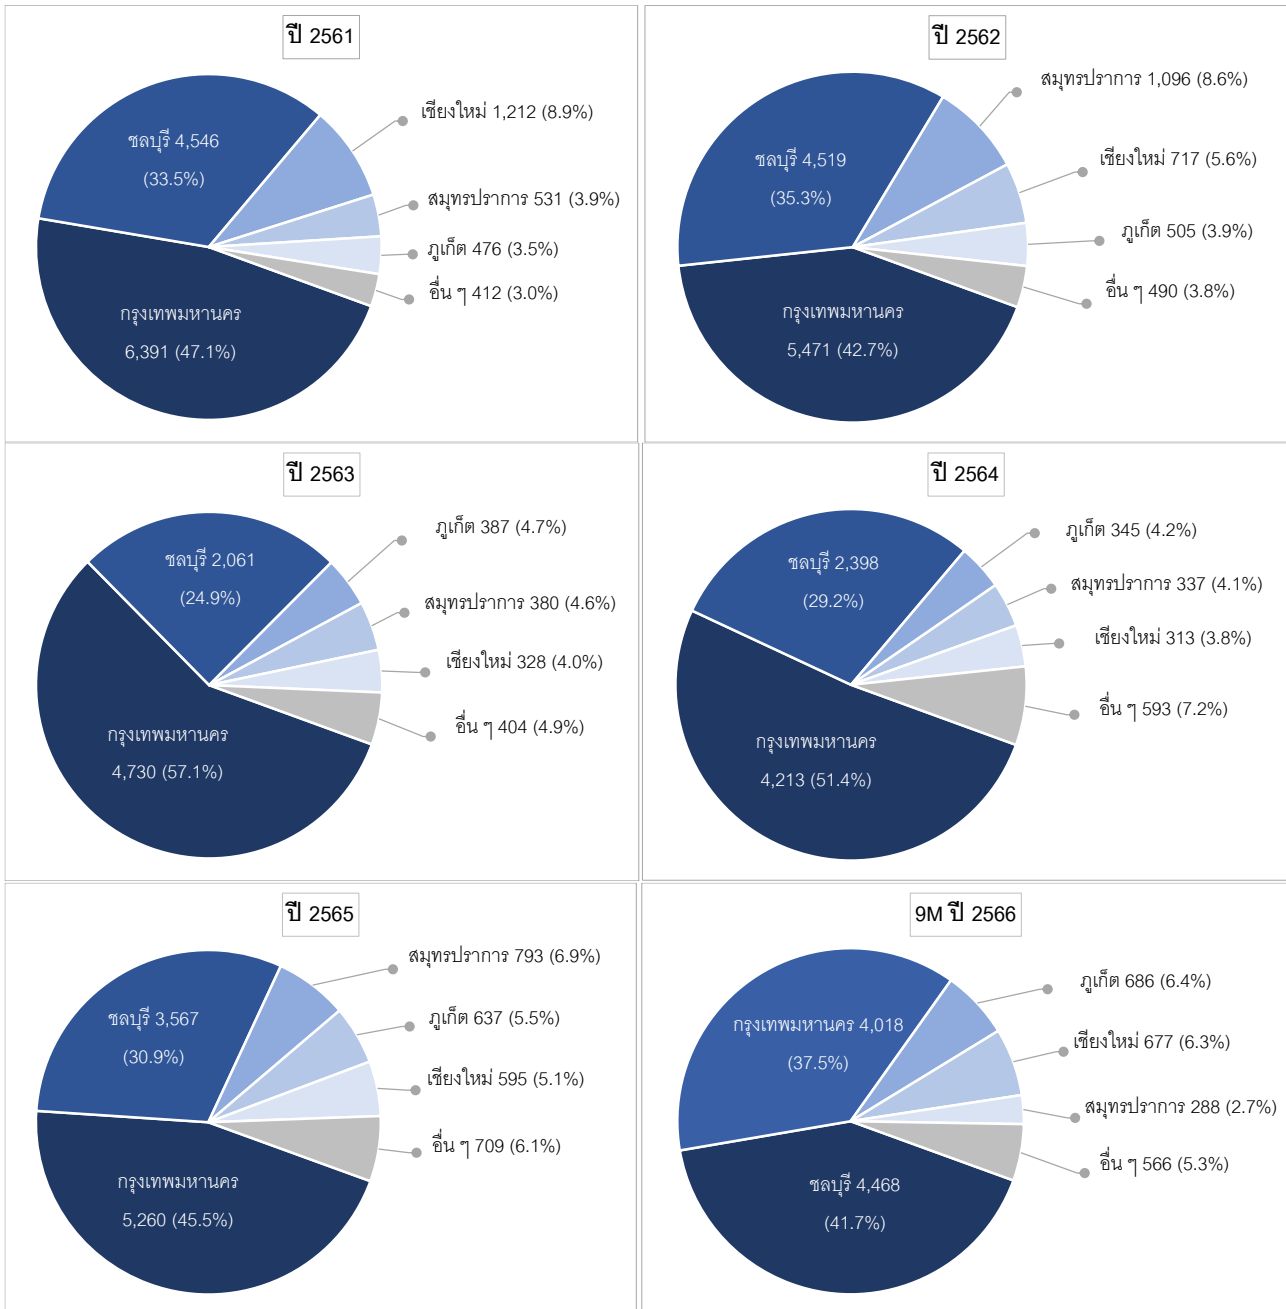 ปี 2561
เชียงใหม่ 1,212 (8.9%)
ชลบุรี 4,546
(33.5%)
สมุทรปราการ 531 (3.9%)
ภูเก็ต 476 (3.5%)
อื่น ๆ 412 (3.0%)
กรุงเทพมหานคร
6,391 (47.1%)
ปี 2562
สมุทรปราการ 1,096 (8.6%)
ชลบุรี 4,519
(35.3%)
เชียงใหม่ 717 (5.6%)
ภูเก็ต 505 (3.9%)
อื่น ๆ 490 (3.8%)
กรุงเทพมหานคร
5,471 (42.7%)
ปี 2563
ภูเก็ต 387 (4.7%)
ชลบุรี 2,061
(24.9%)
สมุทรปราการ 380 (4.6%)
เชียงใหม่ 328 (4.0%)
อื่น ๆ 404 (4.9%)
กรุงเทพมหานคร
4,730 (57.1%)
ปี 2564
ภูเก็ต 345 (4.2%)
ชลบุรี 2,398
(29.2%)
สมุทรปราการ 337 (4.1%)
เชียงใหม่ 313 (3.8%)
อื่น ๆ 593 (7.2%)
กรุงเทพมหานคร
4,213 (51.4%)
ปี 2565
สมุทรปราการ 793 (6.9%)
ชลบุรี 3,567
(30.9%)
ภูเก็ต 637 (5.5%)
เชียงใหม่ 595 (5.1%)
อื่น ๆ 709 (6.1%)
กรุงเทพมหานคร
5,260 (45.5%)
9M ปี 2566
ภูเก็ต 686 (6.4%)
กรุงเทพมหานคร 4,018
(37.5%)
เชียงใหม่ 677 (6.3%)
สมุทรปราการ 288 (2.7%)
อื่น ๆ 566 (5.3%)
ชลบุรี 4,468
(41.7%)